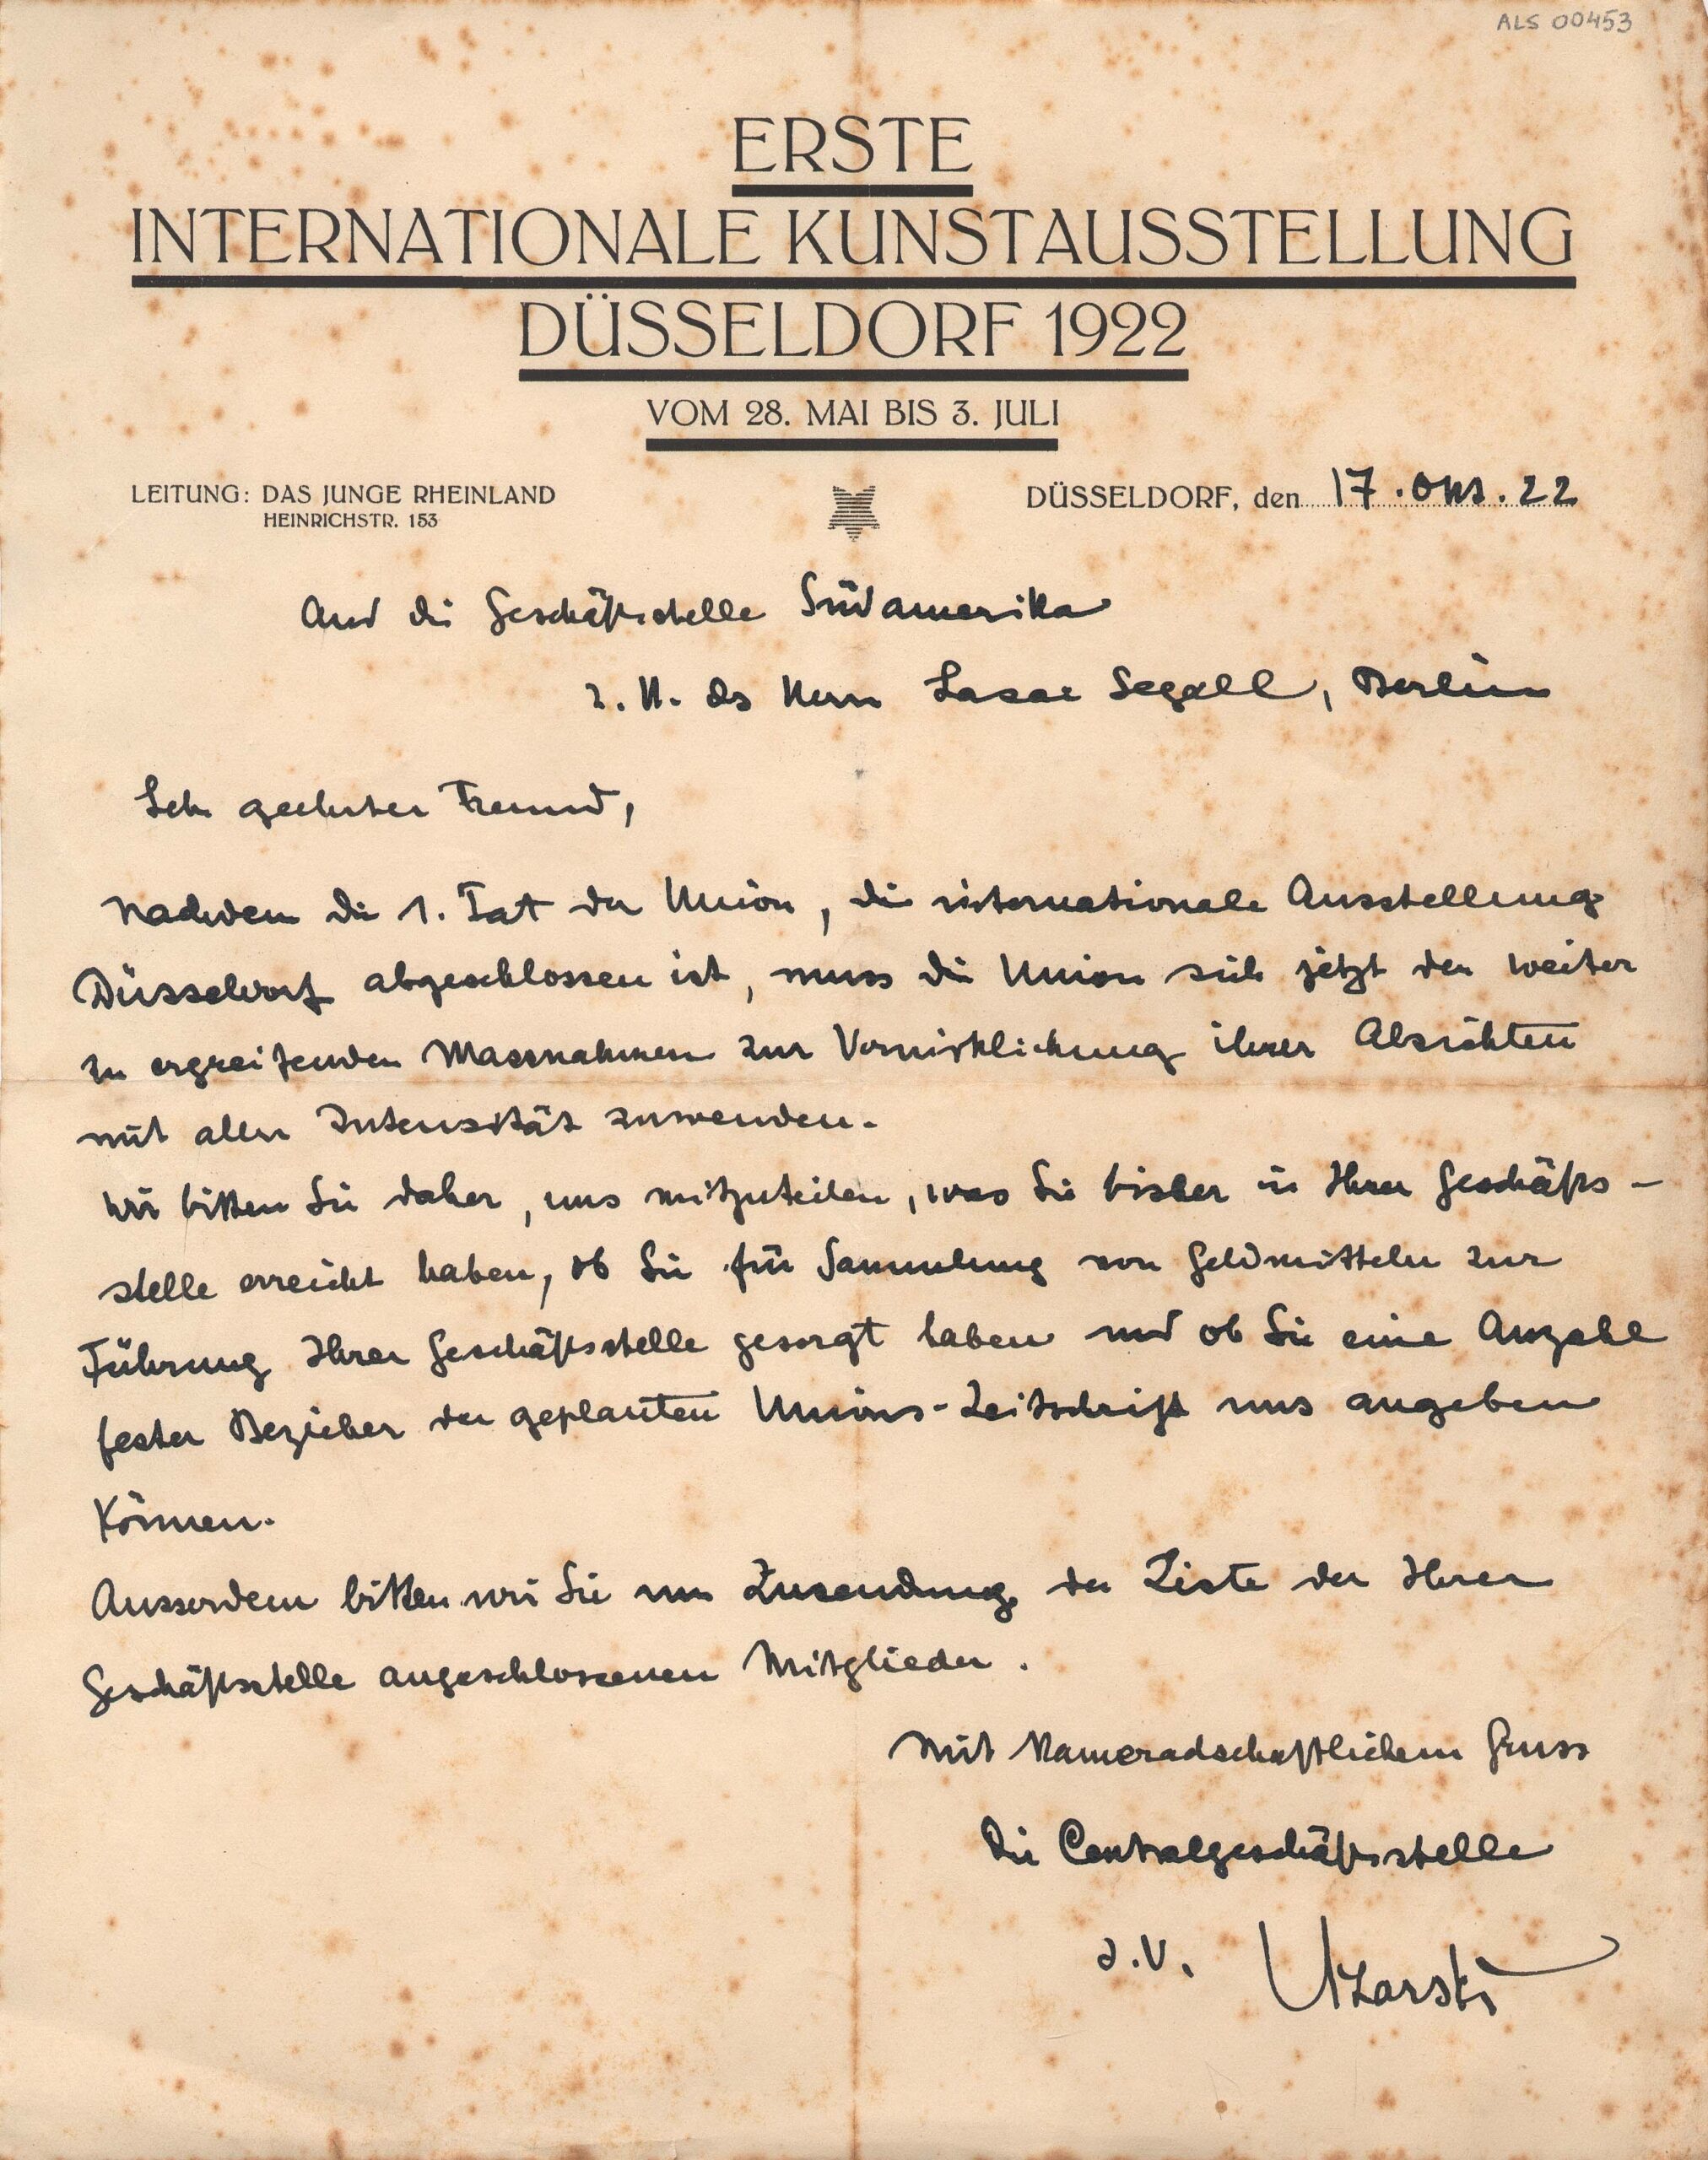 ALS 00453
ERSTE
INTERNATIONALE KUNSTAUSSTELLUNG
DÜSSELDORF 1922
VOM 28. MAI BIS 3. JULI
LEITUNG: DAS JUNGE RHEINLAND
HEINRICHSTR. 153
DÜSSELDORF, den 17. Okt. 22
die Geschäftsstelle Südamerika
z. H. des Herrn Lasar Segall, Berlin
Sehr geehrter Freund,
Nachdem die 1. Tat der Union, die internationale Ausstellung
Düsseldorf abgeschlossen ist, muss die Union sich jetzt den weiter
zu ergreifenden Massnahmen zur Verwirklichung ihrer Absichten
mit aller Intensität zuwenden.
Wir bitten Sie daher, uns mitzuteilen, was Sie bisher in Ihrer Geschäfts-
stelle erreicht haben, ob Sie für Sammlung von Geldmitteln zur
Führung Ihrer Geschäftsstelle gesorgt haben und ob Sie eine Anzahl
fester Bezieher der geplanten Unions-Zeitschrift uns angeben
können.
Ausserdem bitten wir Sie um Zusendung der Liste der Ihrer
Geschäftsstelle angeschlossenen Mitglieder.
Mit kameradschaftlichem Gruss
Die Centralgeschäftsstelle
Uzarski